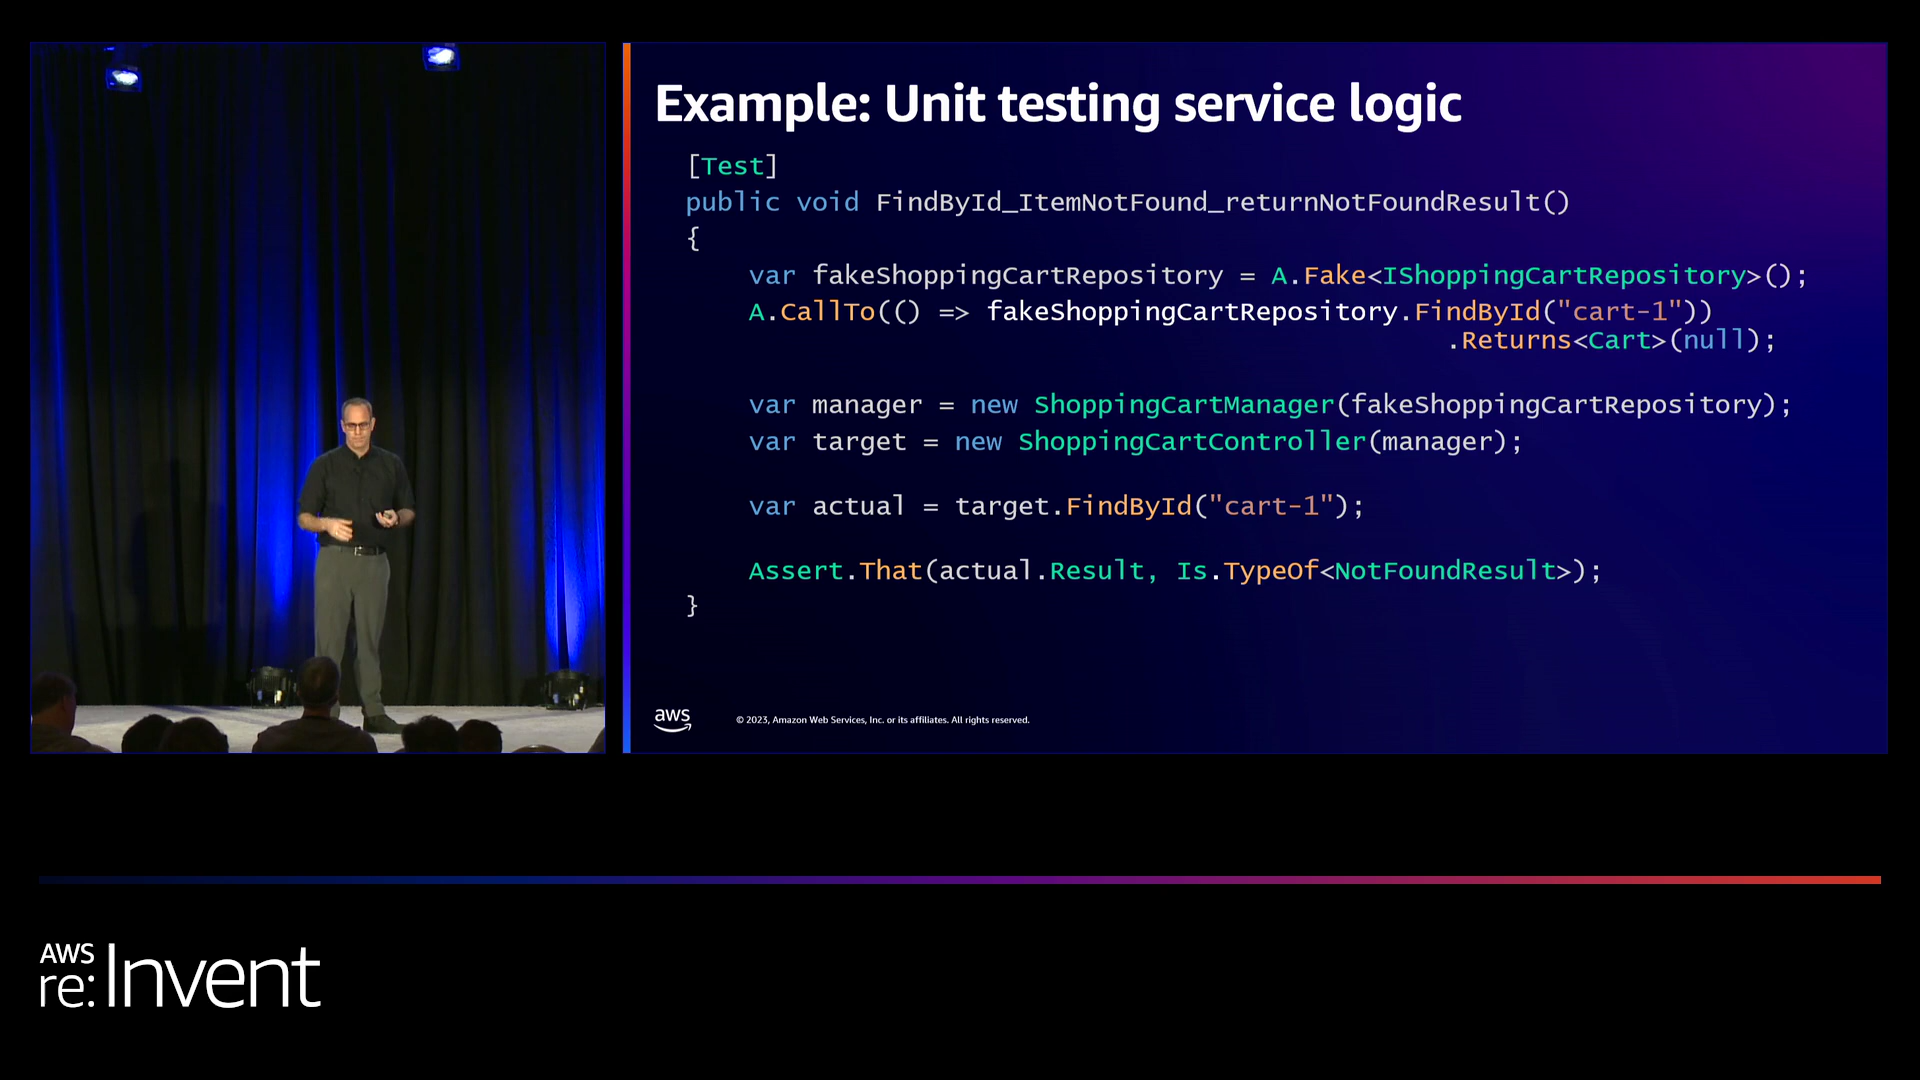 Example: Unit testing service logic
[Test]
public void FindById_ItemNotFound_returnNotFoundResult()
{
var fakeShoppingCartRepository = A.Fake<IShoppingCartRepository>();
A.CallTo(() => fakeShoppingCartRepository.FindById("cart-1"))
.Returns<Cart>(null);
var manager = new ShoppingCartManager(fakeShoppingCartRepository);
var target = new ShoppingCartController(manager);
var actual = target.FindById("cart-1");
Assert.That(actual.Result, Is.TypeOf<NotFoundResult>);
}
aws
© 2023, Amazon Web Services, Inc. or its affiliates. All rights reserved.
AWS
re:Invent